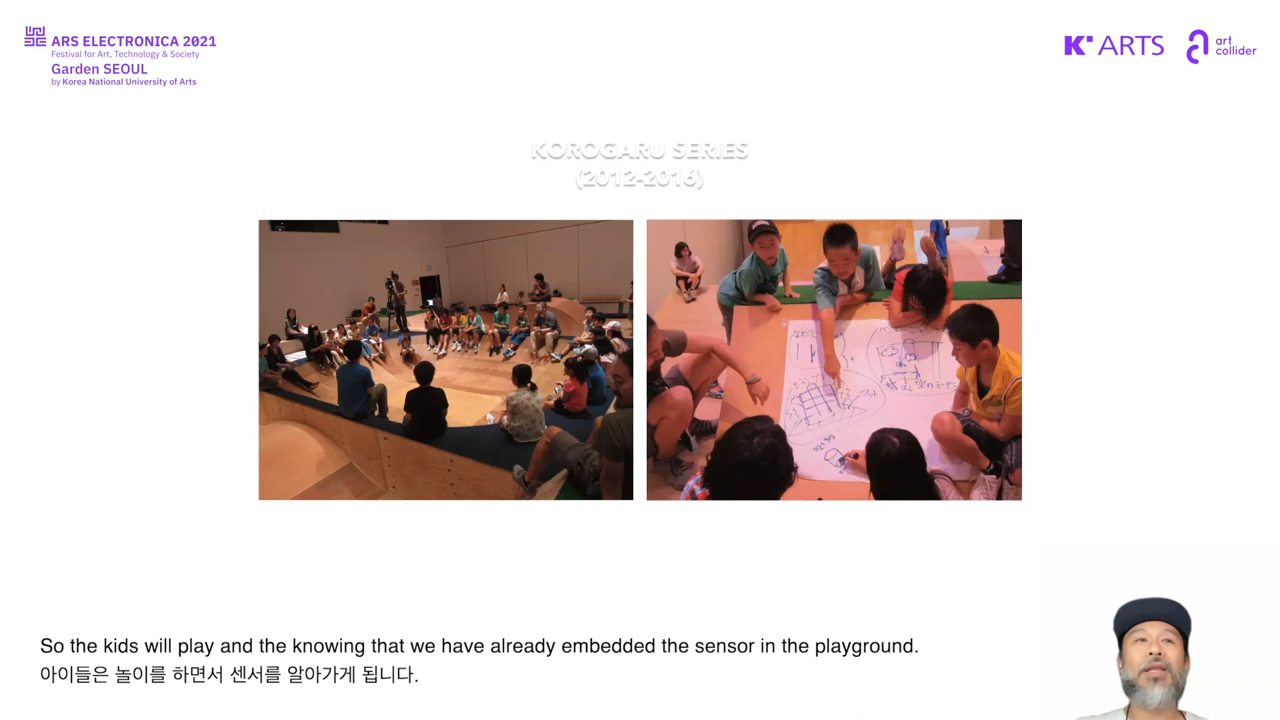 ARS ELECTRONICA 2021
Festival for Art, Technology & Society
Garden SEOUL
by Korea National University of Arts
K ARTS
art
collider
KOROGARU SERIES
(2012-2016)
So the kids will play and the knowing that we have already embedded the sensor in the playground.
아이들은 놀이를 하면서 센서를 알아가게 됩니다.